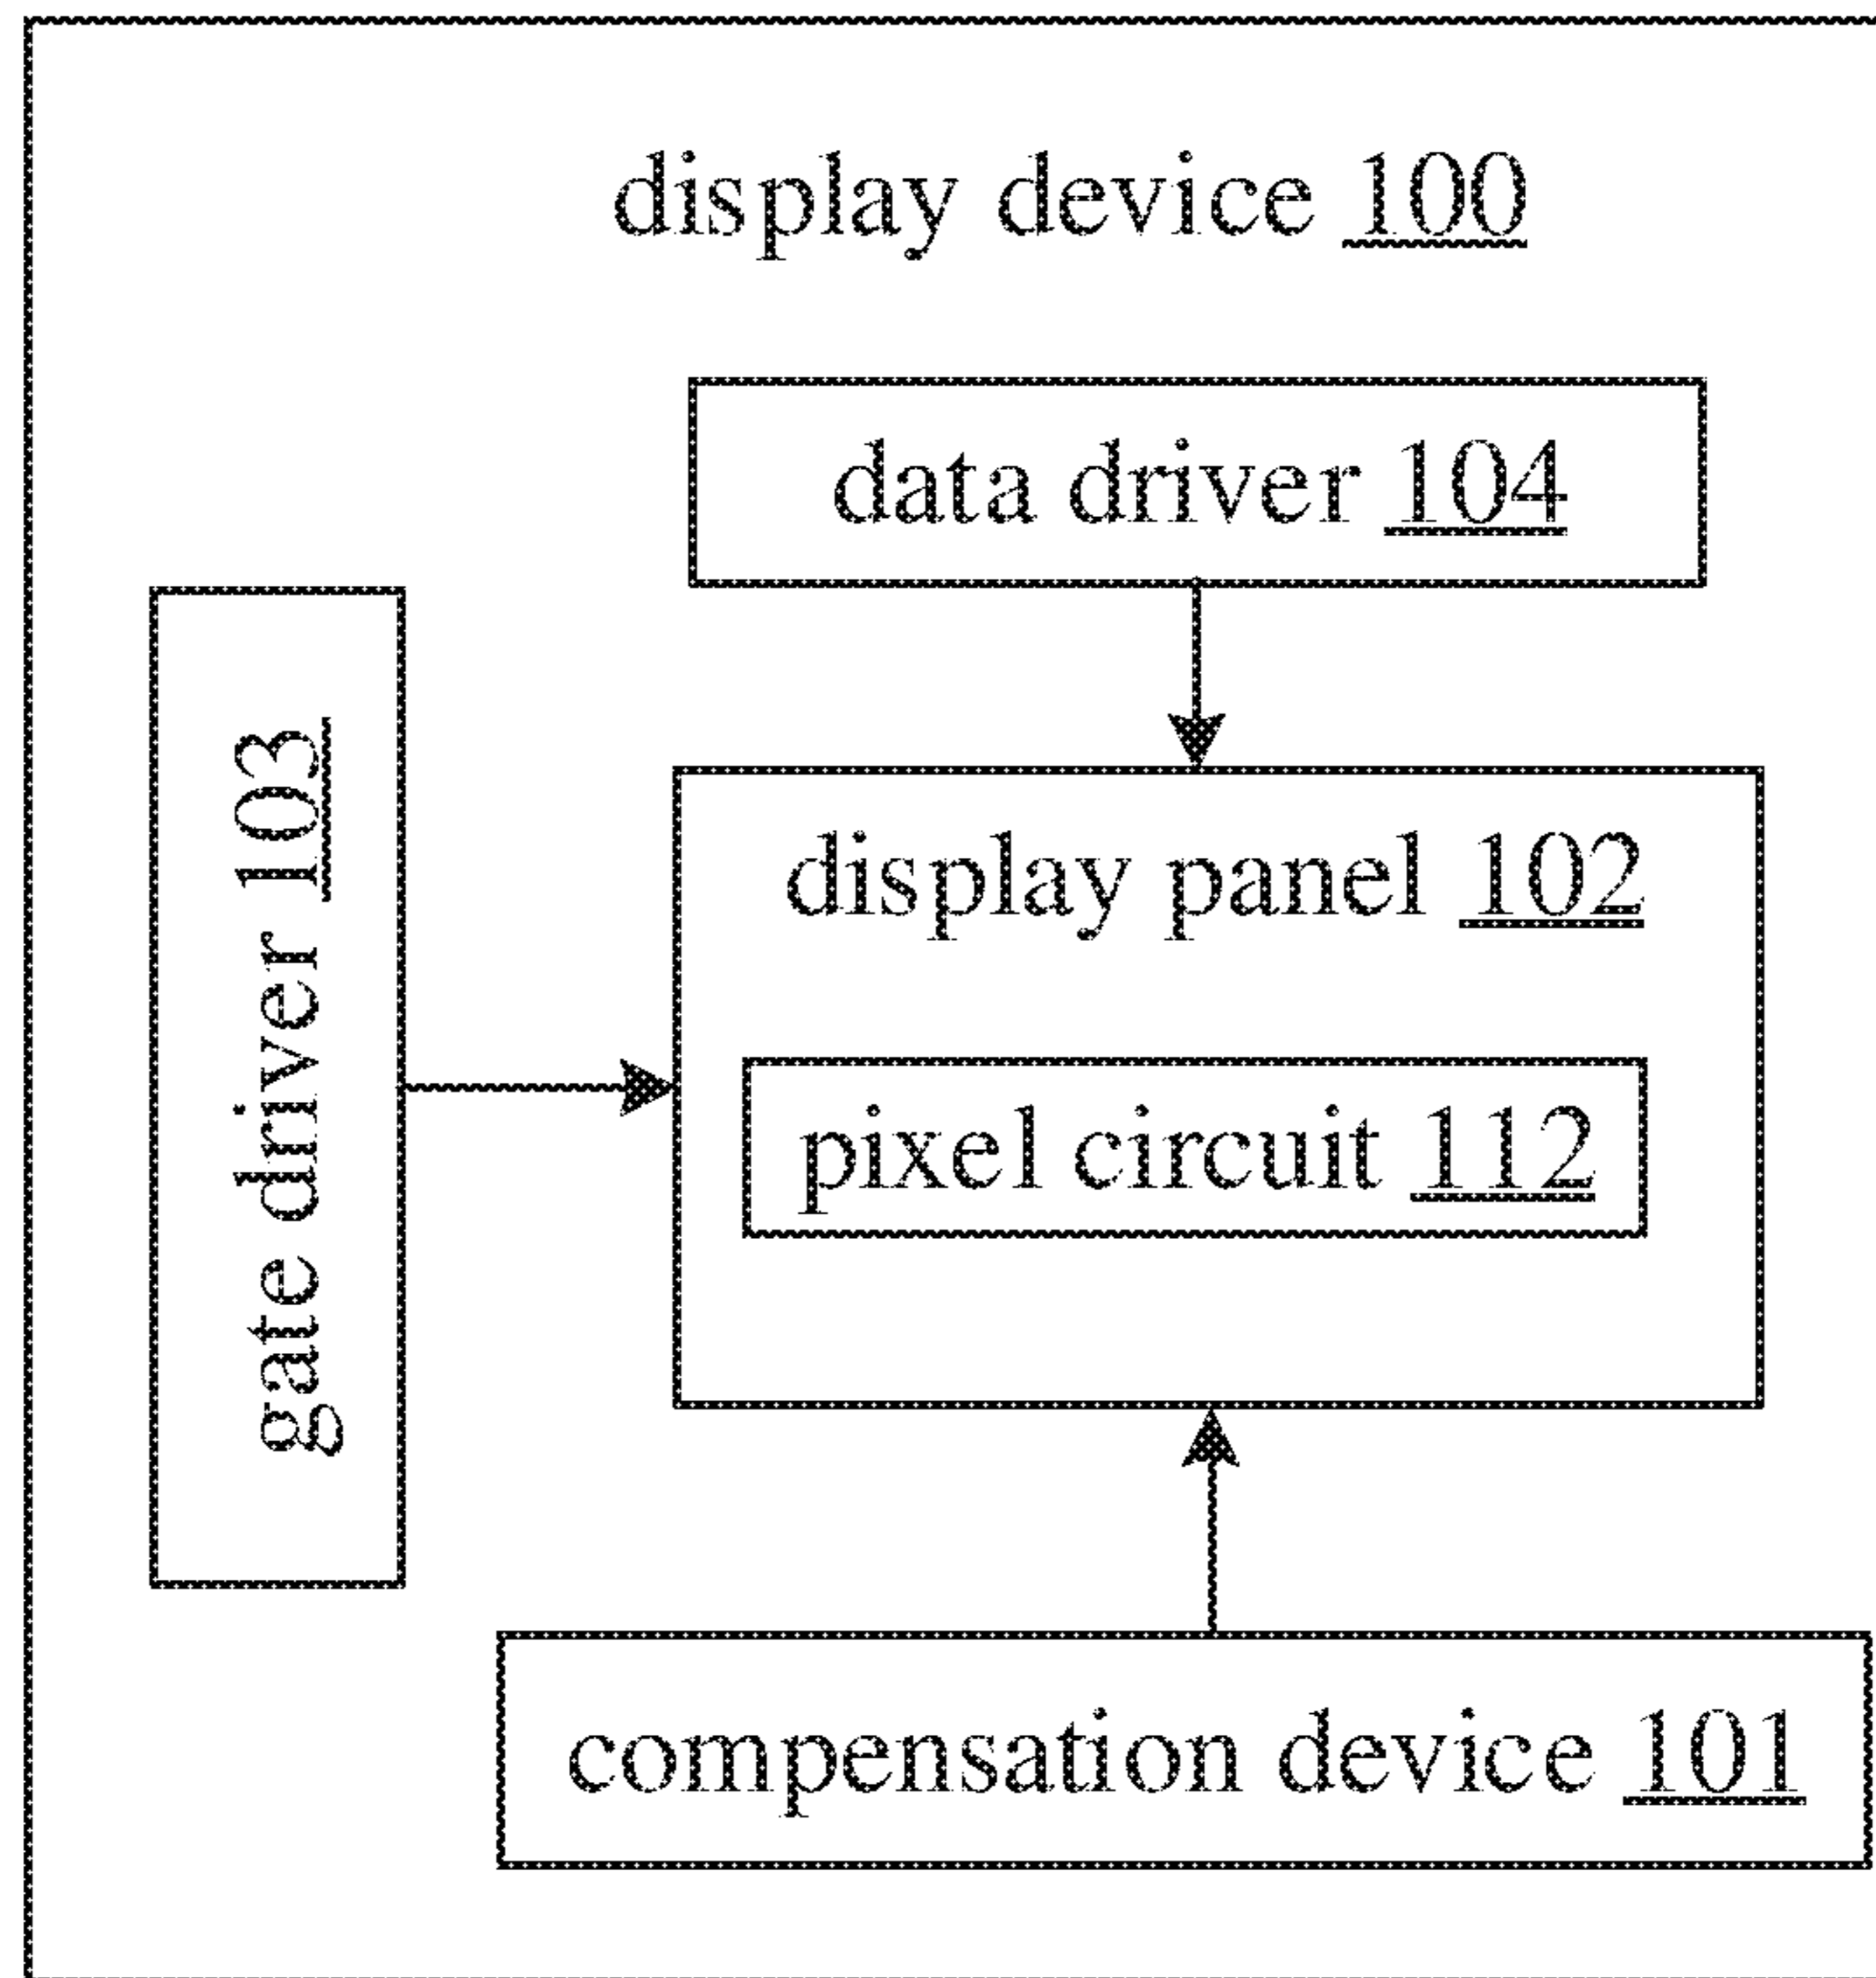 display device 100
data driver 104
gate driver 103
display panel 102
pixel circuit 112
compensation device 101